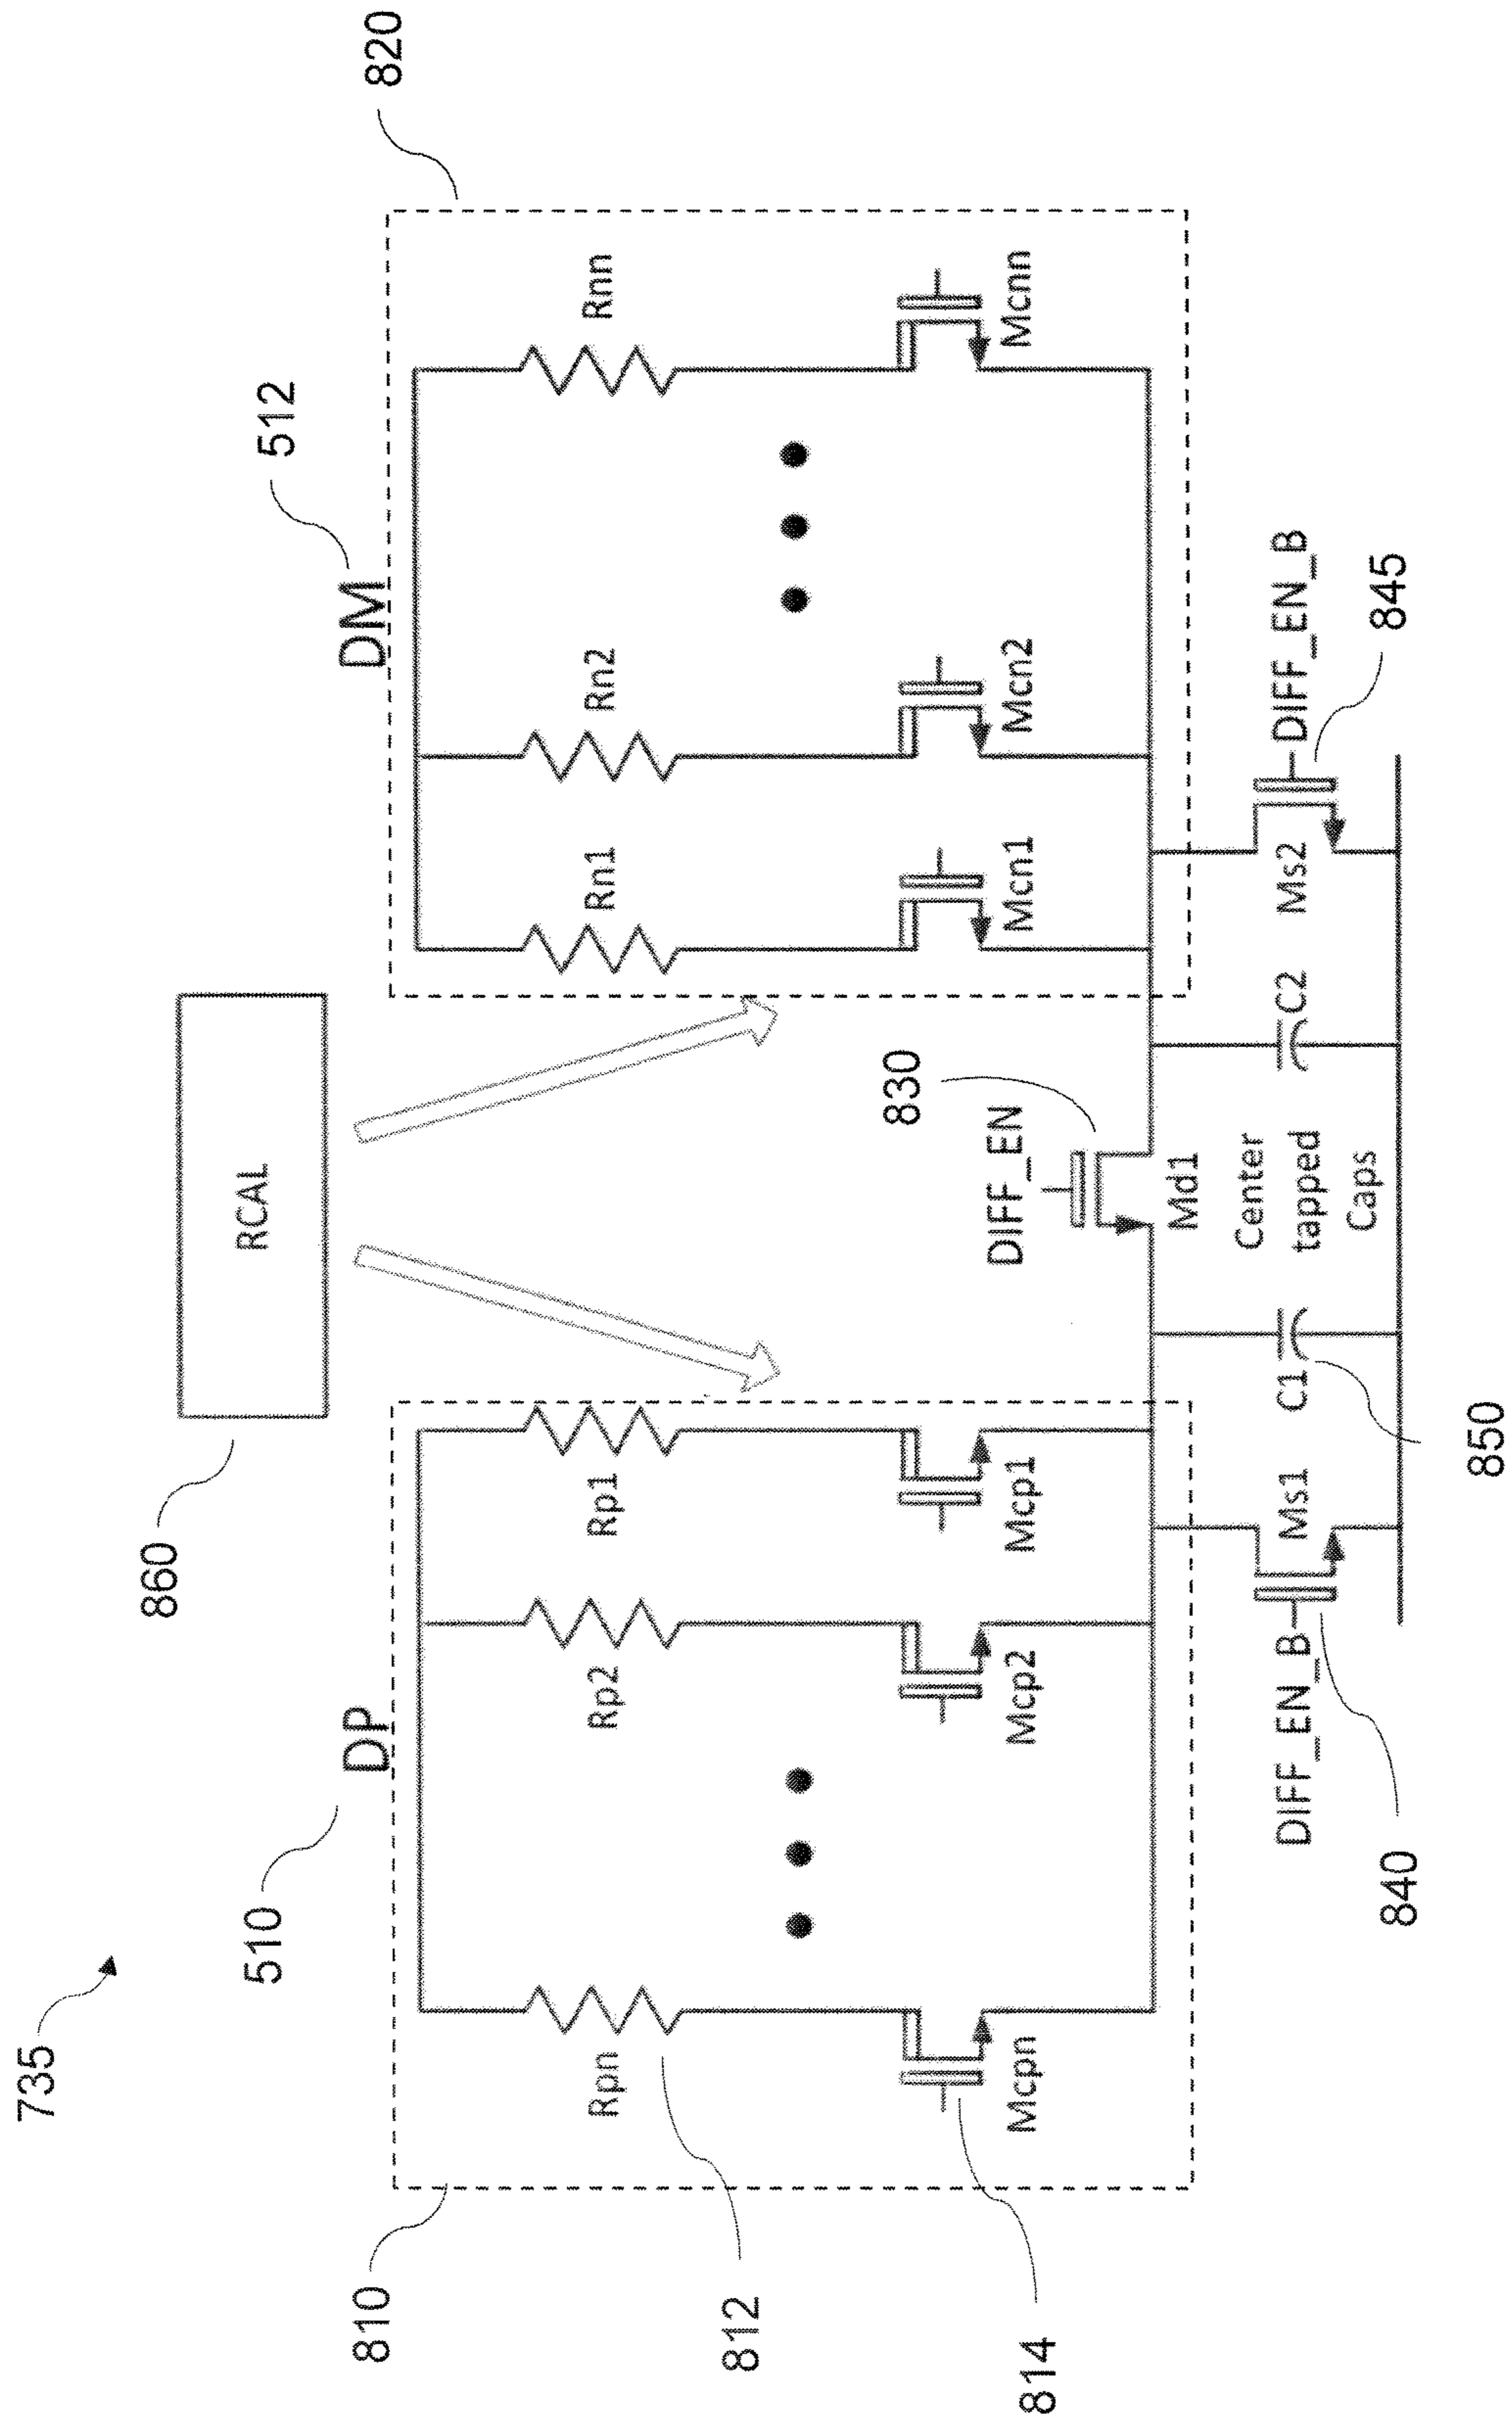 735
860
RCAL
510
DP
DM
512
810
820
Rpn
Rp2
Rp1
Rn1
Rn2
Rnn
812
814
Mcpn
Mcp2
Mcp1
DIFF_EN
830
Md1
Mcn1
Mcn2
Mcnn
DIFF_EN_B
Ms1
C1
Center
tapped
Caps
C2
Ms2
DIFF_EN_B
840
850
845